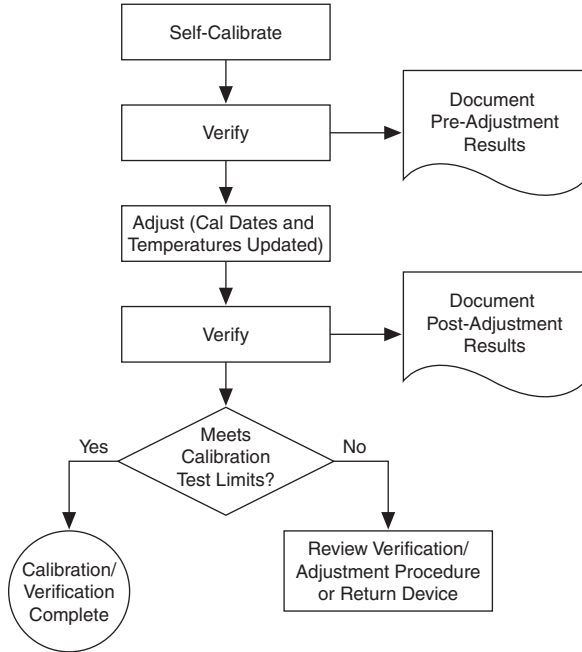 Self-Calibrate
Verify
Document
Pre-Adjustment
Results
Adjust (Cal Dates and
Temperatures Updated)
Verify
Document
Post-Adjustment
Results
Meets
Calibration
Test Limits?
Yes
No
Calibration/
Verification
Complete
Review Verification/
Adjustment Procedure
or Return Device